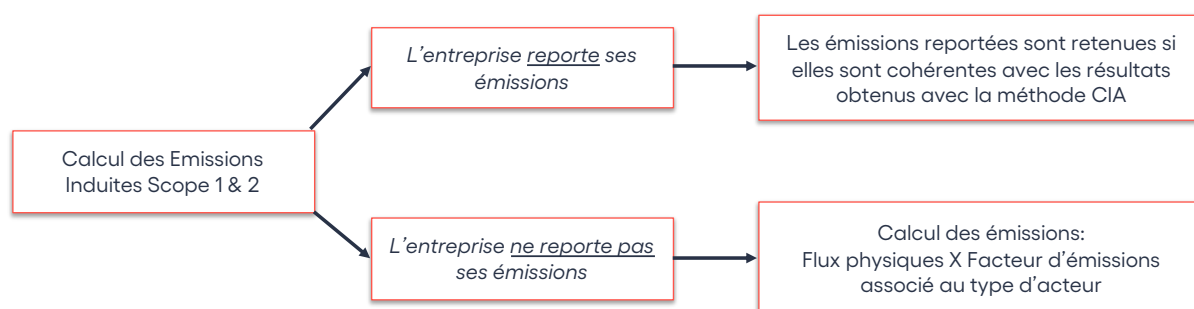 L'entreprise reporte ses
émissions
Les émissions reportées sont retenues si
elles sont cohérentes avec les résultats
obtenus avec la méthode CIA
Calcul des Emissions
Induites Scope 1 & 2
L'entreprise ne reporte pas
ses émissions
Calcul des émissions:
Flux physiques X Facteur d'émissions
associé au type d'acteur